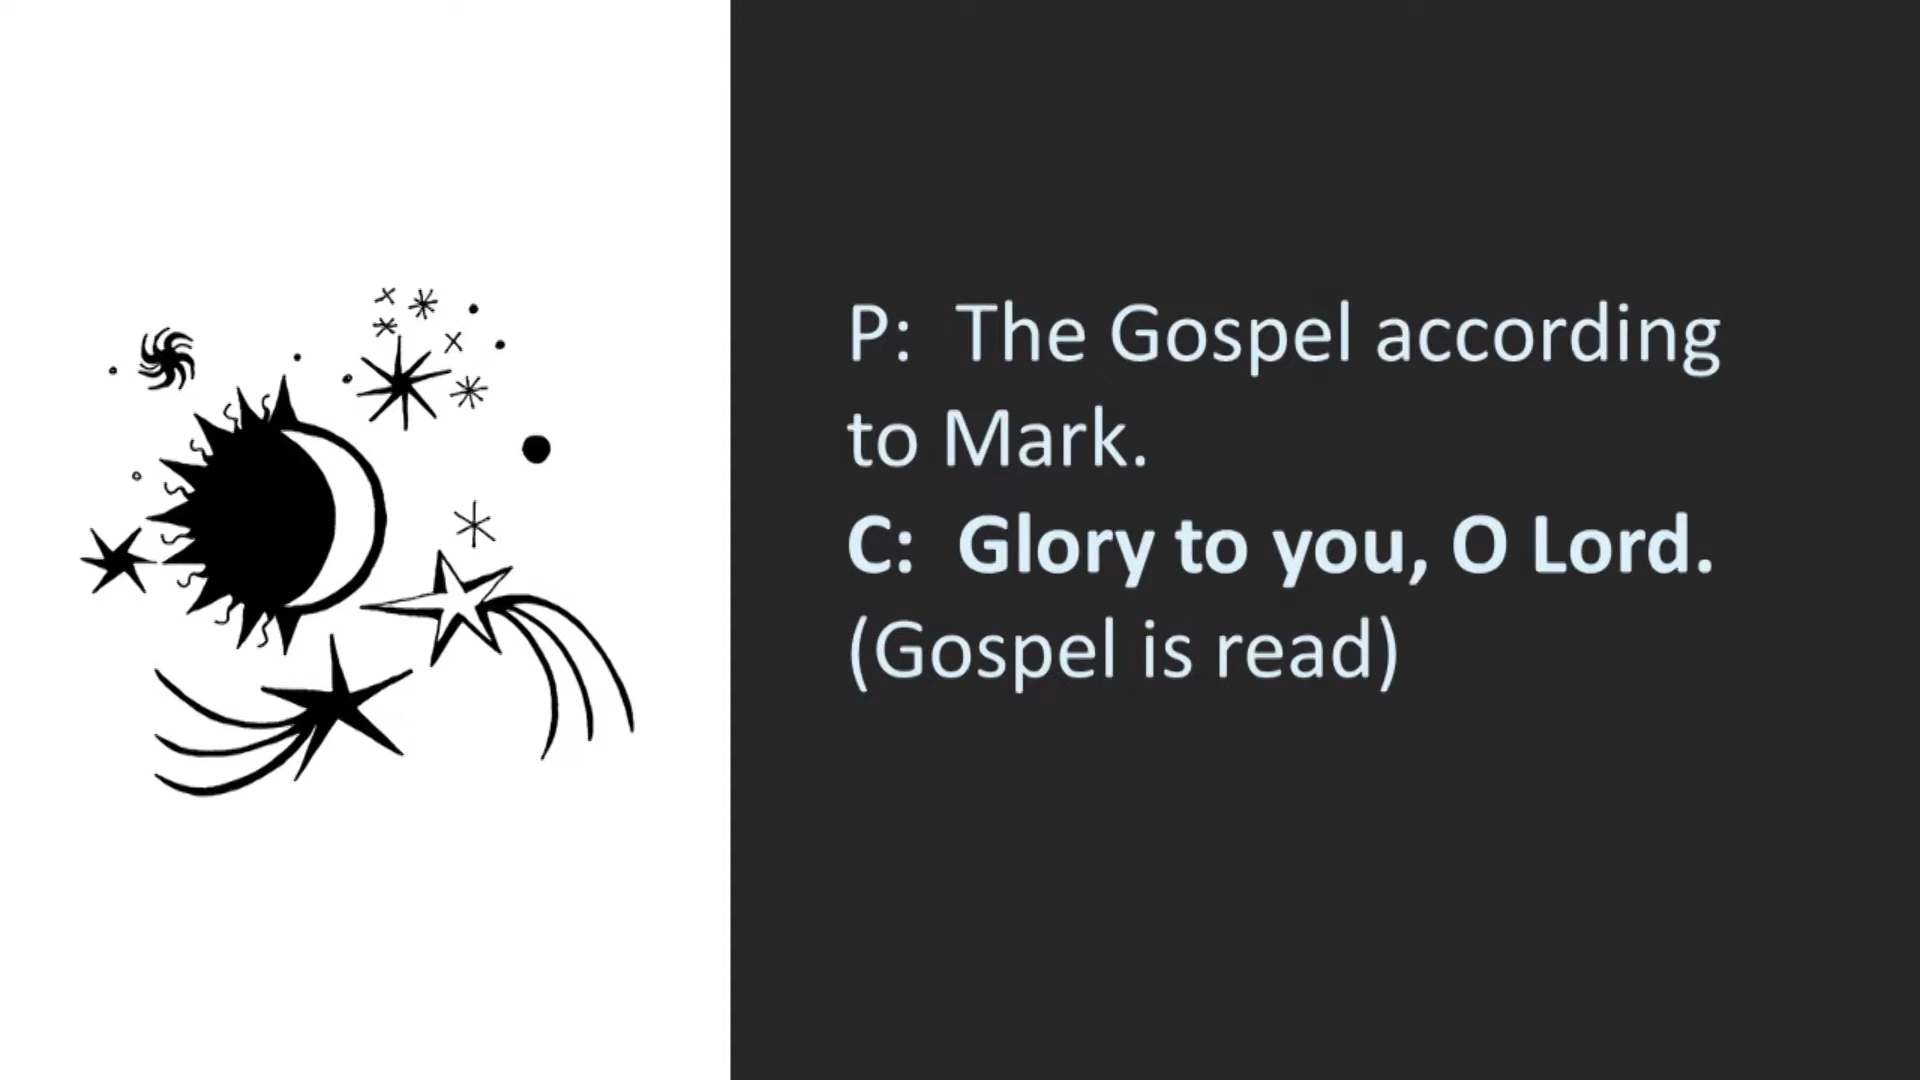 P:  The Gospel according
to Mark.
C:  Glory to you, O Lord.
(Gospel is read)